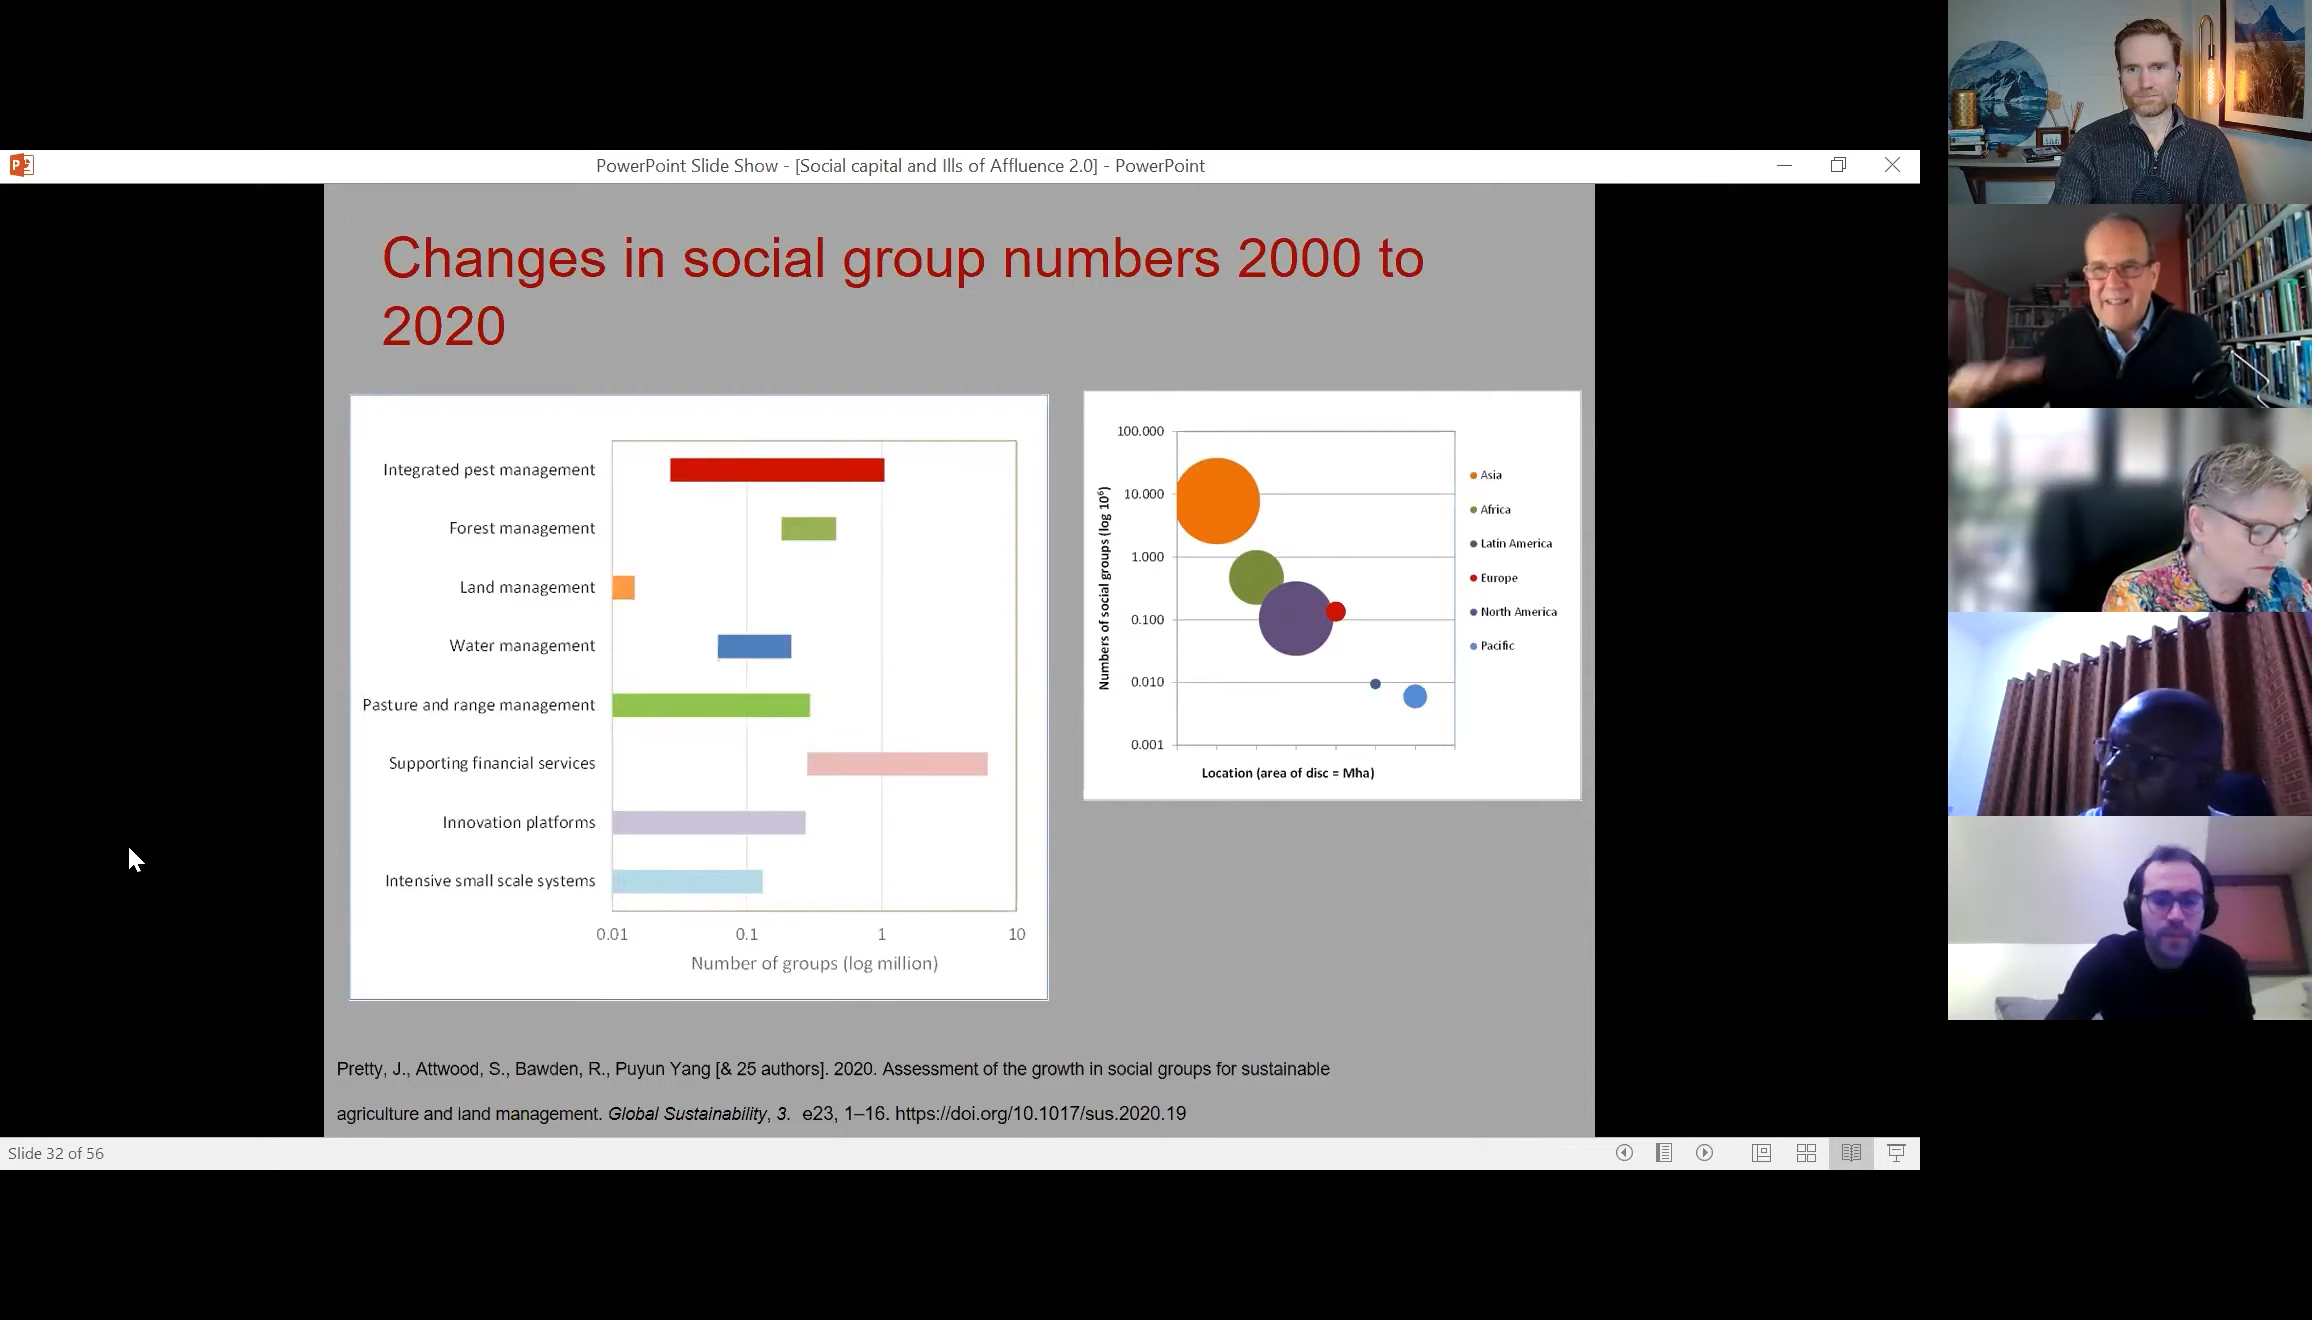 PowerPoint Slide Show - [Social capital and Ills of Affluence 2.0] - PowerPoint
Changes in social group numbers 2000 to
2020
Integrated pest management
Forest management
Land management
Water management
Pasture and range management
Supporting financial services
Innovation platforms
Intensive small scale systems
0.01 0.1 1 10
Number of groups (log million)
Numbers of social groups (log 10⁶)
100.000
10.000
1.000
0.100
0.010
0.001
Location (area of disc = Mha)
Asia
Africa
Latin America
Europe
North America
Pacific
Pretty, J., Attwood, S., Bawden, R., Puyun Yang [& 25 authors]. 2020. Assessment of the growth in social groups for sustainable
agriculture and land management. Global Sustainability, 3. e23, 1–16. https://doi.org/10.1017/sus.2020.19
Slide 32 of 56